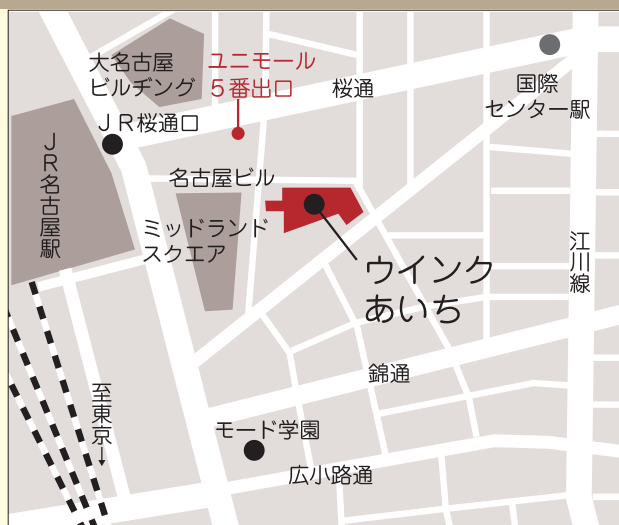 大名古屋
ビルヂング
ユニモール
５番出口
桜通
国際
センター駅
ＪＲ桜通口
ＪＲ名古屋駅
名古屋ビル
ミッドランド
スクエア
ウインク
あいち
江川線
錦通
至東京→
モード学園
広小路通